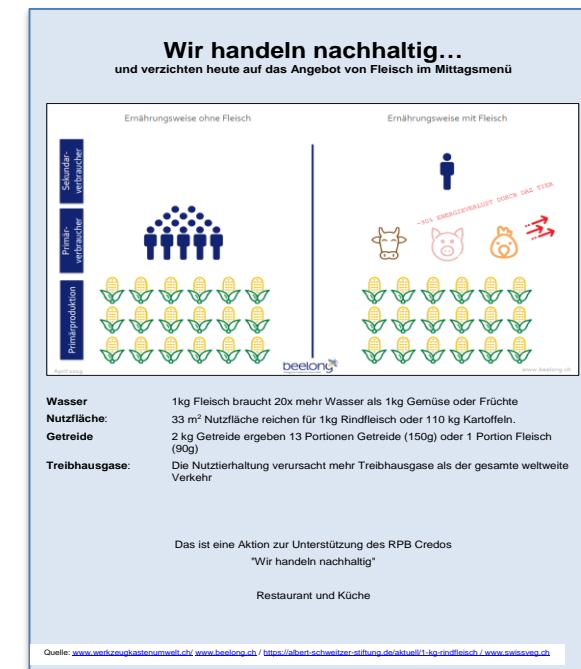 Wir handeln nachhaltig…
und verzichten heute auf das Angebot von Fleisch im Mittagsmenü
Ernährungsweise ohne Fleisch
Ernährungsweise mit Fleisch
Sekundär-
verbraucher
~90% ENERGIEVERLUST DURCH DAS TIER
Primär-
verbraucher
Primärproduktion
April 2019
beelong
www.beelong.ch
Wasser 1kg Fleisch braucht 20x mehr Wasser als 1kg Gemüse oder Früchte
Nutzfläche: 33 m² Nutzfläche reichen für 1kg Rindfleisch oder 110 kg Kartoffeln.
Getreide 2 kg Getreide ergeben 13 Portionen Getreide (150g) oder 1 Portion Fleisch
(90g)
Treibhausgase: Die Nutztierhaltung verursacht mehr Treibhausgase als der gesamte weltweite
Verkehr
Das ist eine Aktion zur Unterstützung des RPB Credos
"Wir handeln nachhaltig"
Restaurant und Küche
Quelle: www.werkzeugkastenumwelt.ch/ www.beelong.ch / https://albert-schweitzer-stiftung.de/aktuell/1-kg-rindfleisch / www.swissveg.ch